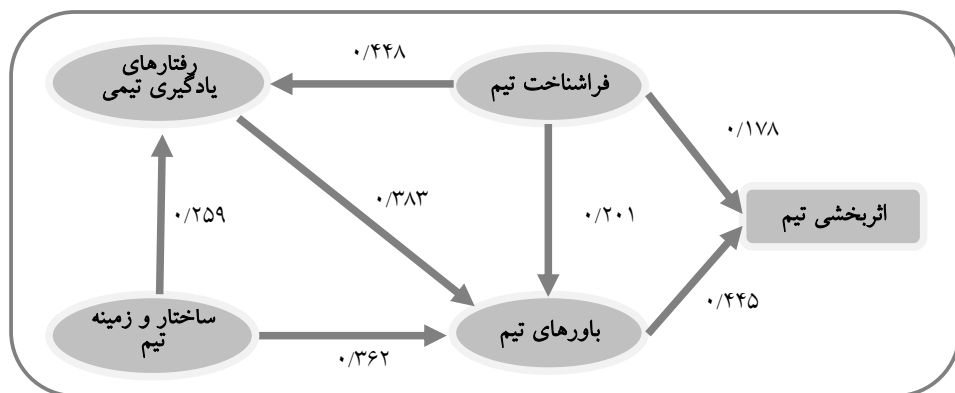 ۰/۴۴۸
رفتارهای
یادگیری تیمی
فراشناخت تیم
۰/۱۷۸
۰/۳۸۳
۰/۲۵۹
۰/۲۰۱
اثربخشی تیم
ساختار و زمینه
تیم
باورهای تیم
۰/۴۴۵
۰/۳۶۲